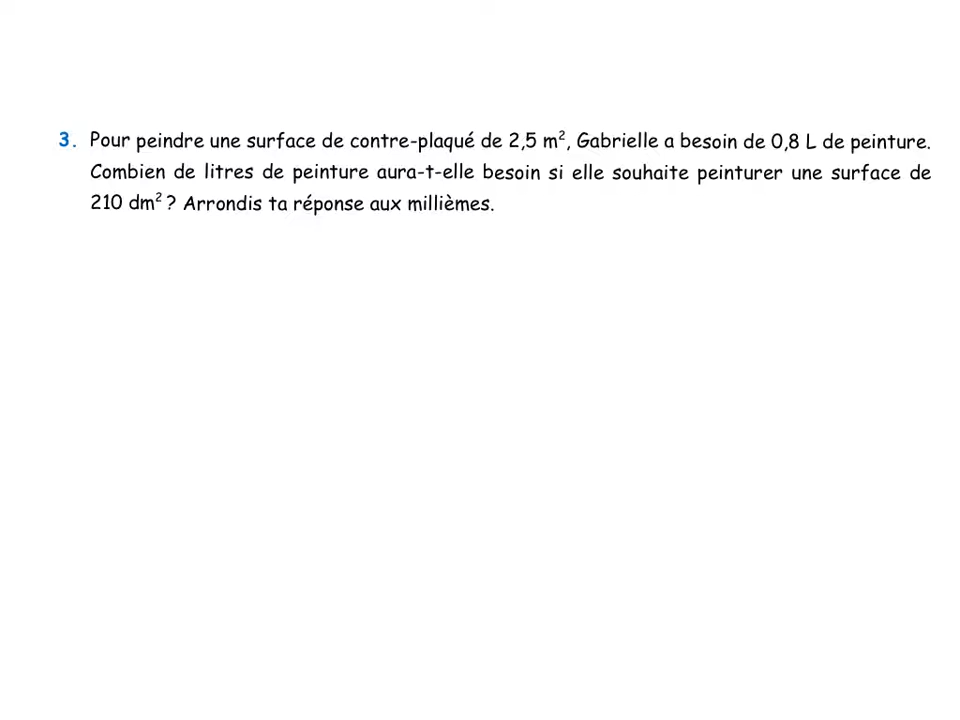 3. Pour peindre une surface de contre-plaqué de 2,5 m², Gabrielle a besoin de 0,8 L de peinture.
Combien de litres de peinture aura-t-elle besoin si elle souhaite peinturer une surface de
210 dm² ? Arrondis ta réponse aux millièmes.